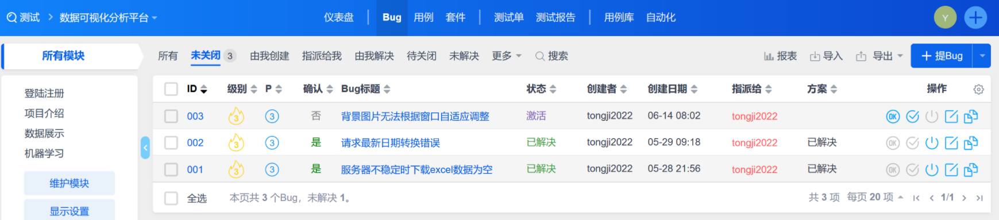 测试 数据可视化分析平台 仪表盘 Bug 用例 套件 测试单 测试报告 用例库 自动化 Y
所有模块
登陆注册
项目介绍
数据展示
机器学习
维护模块
显示设置
所有 未关闭 3 由我创建 指派给我 由我解决 待关闭 未解决 更多 搜索 报表 导入 导出 提Bug
ID 级别 P 确认 Bug标题 状态 创建者 创建日期 指派给 方案 操作
003 3 3 否 背景图片无法根据窗口自适应调整 激活 tongji2022 06-14 08:02 tongji2022 OK
002 3 3 是 请求最新日期转换错误 已解决 tongji2022 05-29 09:18 tongji2022 已解决 OK
001 3 3 是 服务器不稳定时下载excel数据为空 已解决 tongji2022 05-28 21:56 tongji2022 已解决 OK
全选 本页共 3 个Bug，未解决 1。 共 3 项 每页 20 项 1/1